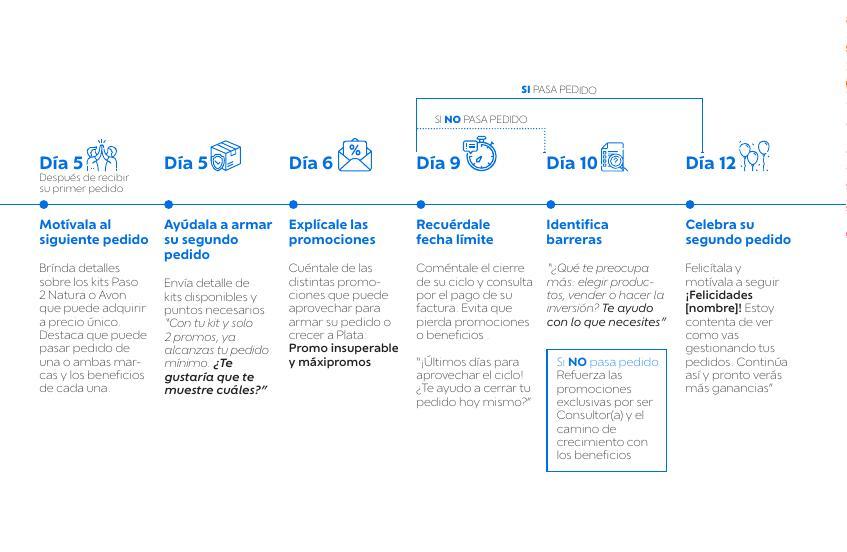 SI PASA PEDIDO
SI NO PASA PEDIDO
Día 5
Después de recibir
su primer pedido
Motívala al
siguiente pedido
Brinda detalles
sobre los kits Paso
2 Natura o Avon
que puede adquirir
a precio único.
Destaca que puede
pasar pedido de
una o ambas mar-
cas y los beneficios
de cada una.
Día 5
Ayúdala a armar
su segundo
pedido
Envía detalle de
kits disponibles y
puntos necesarios
"Con tu kit y solo
2 promos, ya
alcanzas tu pedido
mínimo. ¿Te
gustaría que te
muestre cuáles?"
%
Día 6
Explícale las
promociones
Cuéntale de las
distintas promo-
ciones que puede
aprovechar para
armar su pedido o
crecer a Plata.
Promo insuperable
y máxipromos
Día 9
Recuérdale
fecha límite
Coméntale el cierre
de su ciclo y consulta
por el pago de su
factura. Evita que
pierda promociones
o beneficios
"¡Últimos días para
aprovechar el ciclo!
¿Te ayudo a cerrar tu
pedido hoy mismo?"
Día 10
Identifica
barreras
"¿Qué te preocupa
más: elegir produc-
tos, vender o hacer la
inversión? Te ayudo
con lo que necesites"
Si NO pasa pedido
Refuerza las
promociones
exclusivas por ser
Consultor(a) y el
camino de
crecimiento con
los beneficios
Día 12
Celebra su
segundo pedido
Felicítala y
motívala a seguir
¡Felicidades
[nombre]! Estoy
contenta de ver
como vas
gestionando tus
pedidos. Continúa
así y pronto verás
más ganancias"